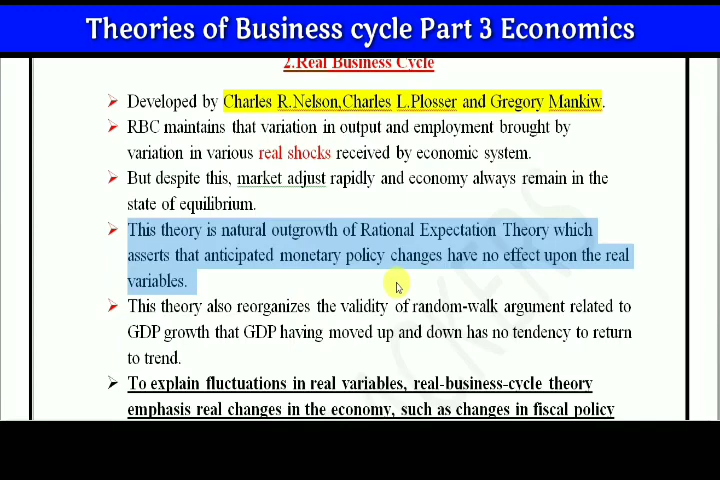 Theories of Business cycle Part 3 Economics
2.Real Business Cycle
➢ Developed by Charles R.Nelson,Charles L.Plosser and Gregory Mankiw.
➢ RBC maintains that variation in output and employment brought by
variation in various real shocks received by economic system.
➢ But despite this, market adjust rapidly and economy always remain in the
state of equilibrium.
➢ This theory is natural outgrowth of Rational Expectation Theory which
asserts that anticipated monetary policy changes have no effect upon the real
variables.
➢ This theory also reorganizes the validity of random-walk argument related to
GDP growth that GDP having moved up and down has no tendency to return
to trend.
➢ To explain fluctuations in real variables, real-business-cycle theory
emphasis real changes in the economy, such as changes in fiscal policy